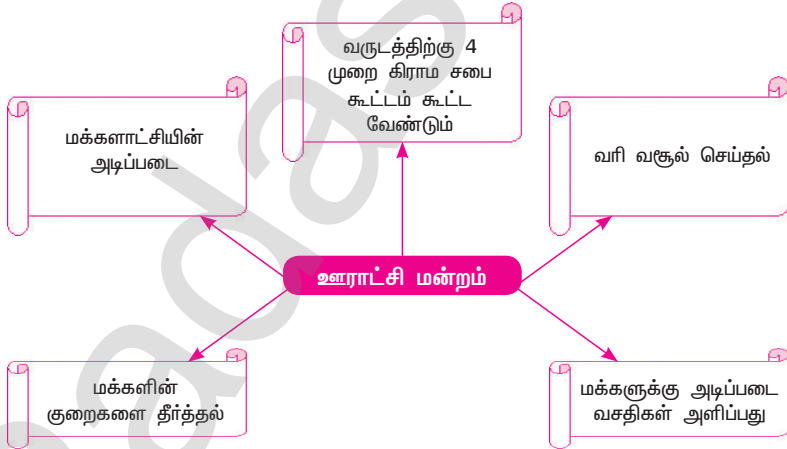 வருடத்திற்கு 4
முறை கிராம சபை
கூட்டம் கூட்ட
வேண்டும்
மக்களாட்சியின்
அடிப்படை
வரி வசூல் செய்தல்
ஊராட்சி மன்றம்
மக்களின்
குறைகளை தீர்த்தல்
மக்களுக்கு அடிப்படை
வசதிகள் அளிப்பது